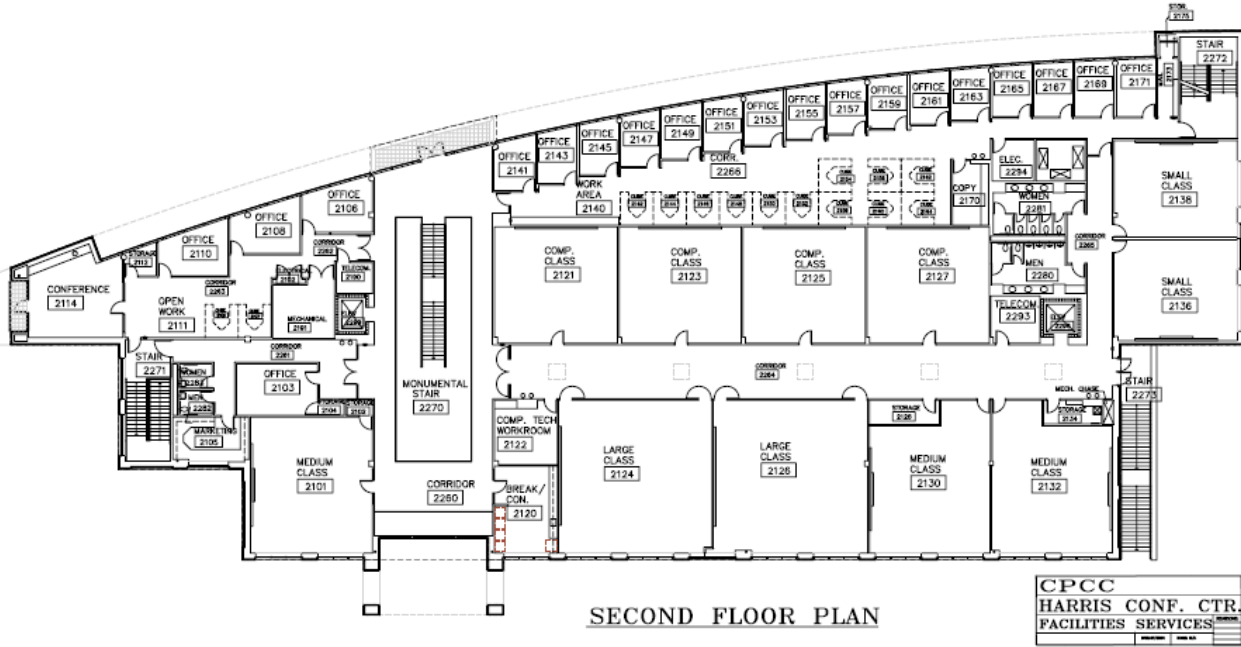 STOR.
2175
STAIR
2272
OFFICE
2171
OFFICE
2169
OFFICE
2167
OFFICE
2165
OFFICE
2163
OFFICE
2161
OFFICE
2159
OFFICE
2157
OFFICE
2155
OFFICE
2153
OFFICE
2151
OFFICE
2149
OFFICE
2147
OFFICE
2145
OFFICE
2143
OFFICE
2141
CORR.
2266
WORK
AREA
2140
COPY
2170
ELEC.
2294
WOMEN
2281
MEN
2280
CORRIDOR
2265
SMALL
CLASS
2138
SMALL
CLASS
2136
TELECOM
2293
OFFICE
2106
OFFICE
2108
OFFICE
2110
CORRIDOR
STORAGE
CONFERENCE
2114
OPEN
WORK
2111
CORRIDOR
2263
MECHANICAL
2191
TELECOM.
2190
COMP.
CLASS
2121
COMP.
CLASS
2123
COMP.
CLASS
2125
COMP.
CLASS
2127
STAIR
2271
CORRIDOR
2261
WOMEN
MEN
2282
OFFICE
2103
STORAGE
2104
MARKETING
2105
MEDIUM
CLASS
2101
MONUMENTAL
STAIR
2270
CORRIDOR
2260
CORRIDOR
2264
COMP. TECH
WORKROOM
2122
BREAK/
CON.
2120
LARGE
CLASS
2124
LARGE
CLASS
2126
STORAGE
MEDIUM
CLASS
2130
MEDIUM
CLASS
2132
MECH. CHASE
STORAGE
2134
STAIR
2273
SECOND FLOOR PLAN
CPCC
HARRIS CONF. CTR.
FACILITIES SERVICES